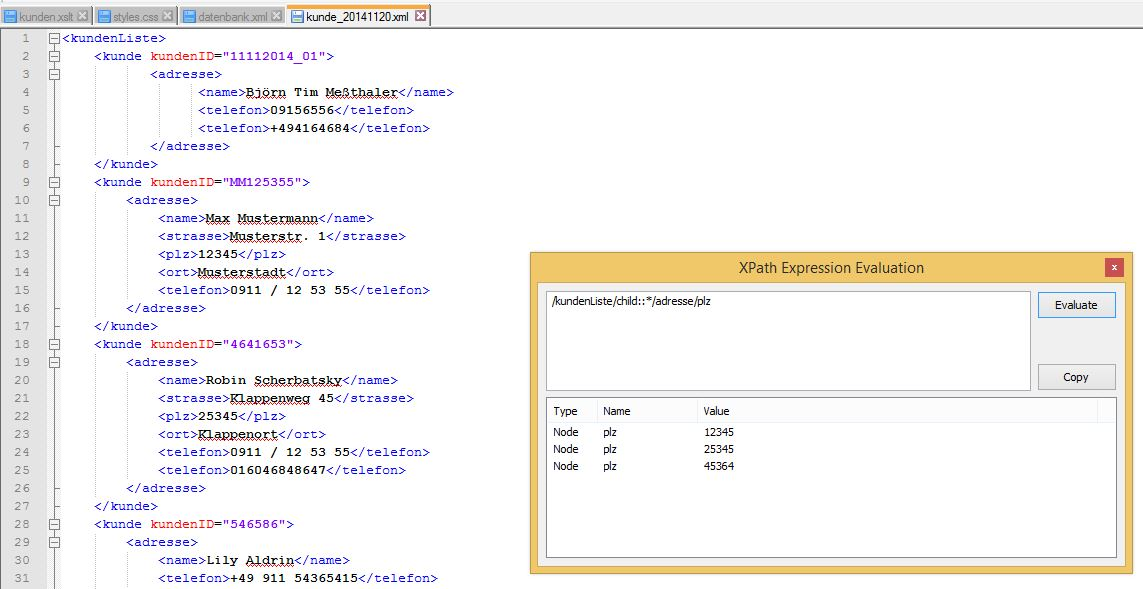 kunden.xslt styles.css datenbank.xml kunde_20141120.xml
1 <kundenListe>
2 <kunde kundenID="11112014_01">
3 <adresse>
4 <name>Björn Tim Meßthaler</name>
5 <telefon>09156556</telefon>
6 <telefon>+494164684</telefon>
7 </adresse>
8 </kunde>
9 <kunde kundenID="MM125355">
10 <adresse>
11 <name>Max Mustermann</name>
12 <strasse>Musterstr. 1</strasse>
13 <plz>12345</plz>
14 <ort>Musterstadt</ort>
15 <telefon>0911 / 12 53 55</telefon>
16 </adresse>
17 </kunde>
18 <kunde kundenID="4641653">
19 <adresse>
20 <name>Robin Scherbatsky</name>
21 <strasse>Klappenweg 45</strasse>
22 <plz>25345</plz>
23 <ort>Klappenort</ort>
24 <telefon>0911 / 12 53 55</telefon>
25 <telefon>016046848647</telefon>
26 </adresse>
27 </kunde>
28 <kunde kundenID="546586">
29 <adresse>
30 <name>Lily Aldrin</name>
31 <telefon>+49 911 54365415</telefon>
XPath Expression Evaluation
/kundenListe/child::*/adresse/plz
Evaluate
Copy
Type Name Value
Node plz 12345
Node plz 25345
Node plz 45364